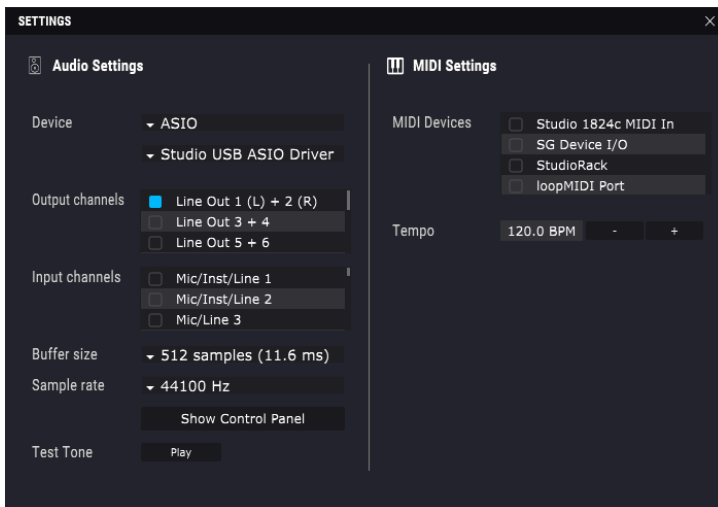 SETTINGS
Audio Settings
Device
ASIO
Studio USB ASIO Driver
Output channels
Line Out 1 (L) + 2 (R)
Line Out 3 + 4
Line Out 5 + 6
Input channels
Mic/Inst/Line 1
Mic/Inst/Line 2
Mic/Line 3
Buffer size
512 samples (11.6 ms)
Sample rate
44100 Hz
Show Control Panel
Test Tone
Play
MIDI Settings
MIDI Devices
Studio 1824c MIDI In
SG Device I/O
StudioRack
loopMIDI Port
Tempo
120.0 BPM
-
+